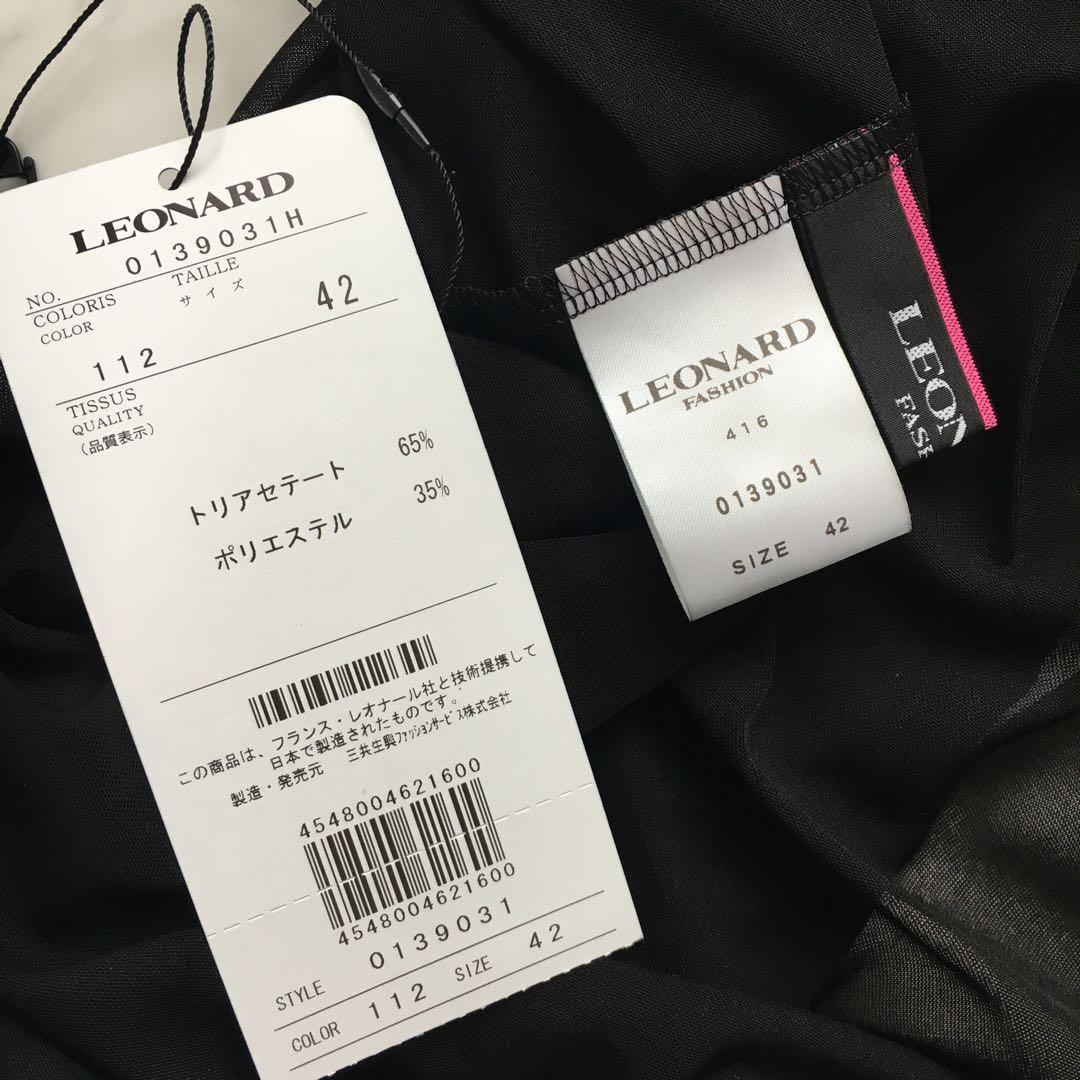 LEONARD
NO. 0139031H
COLORIS TAILLE
COLOR サイズ
112 42
TISSUS
QUALITY
(品質表示)
トリアセテート 65%
ポリエステル 35%
この商品は、フランス・レオナール社と技術提携して
日本で製造されたものです。
製造・発売元 三共生興ファッションサービス株式会社
4548004621600
4548004621600
STYLE 0139031
COLOR 112 SIZE 42
LEONARD
FASHION
416
0139031
SIZE 42
LEON
FASH